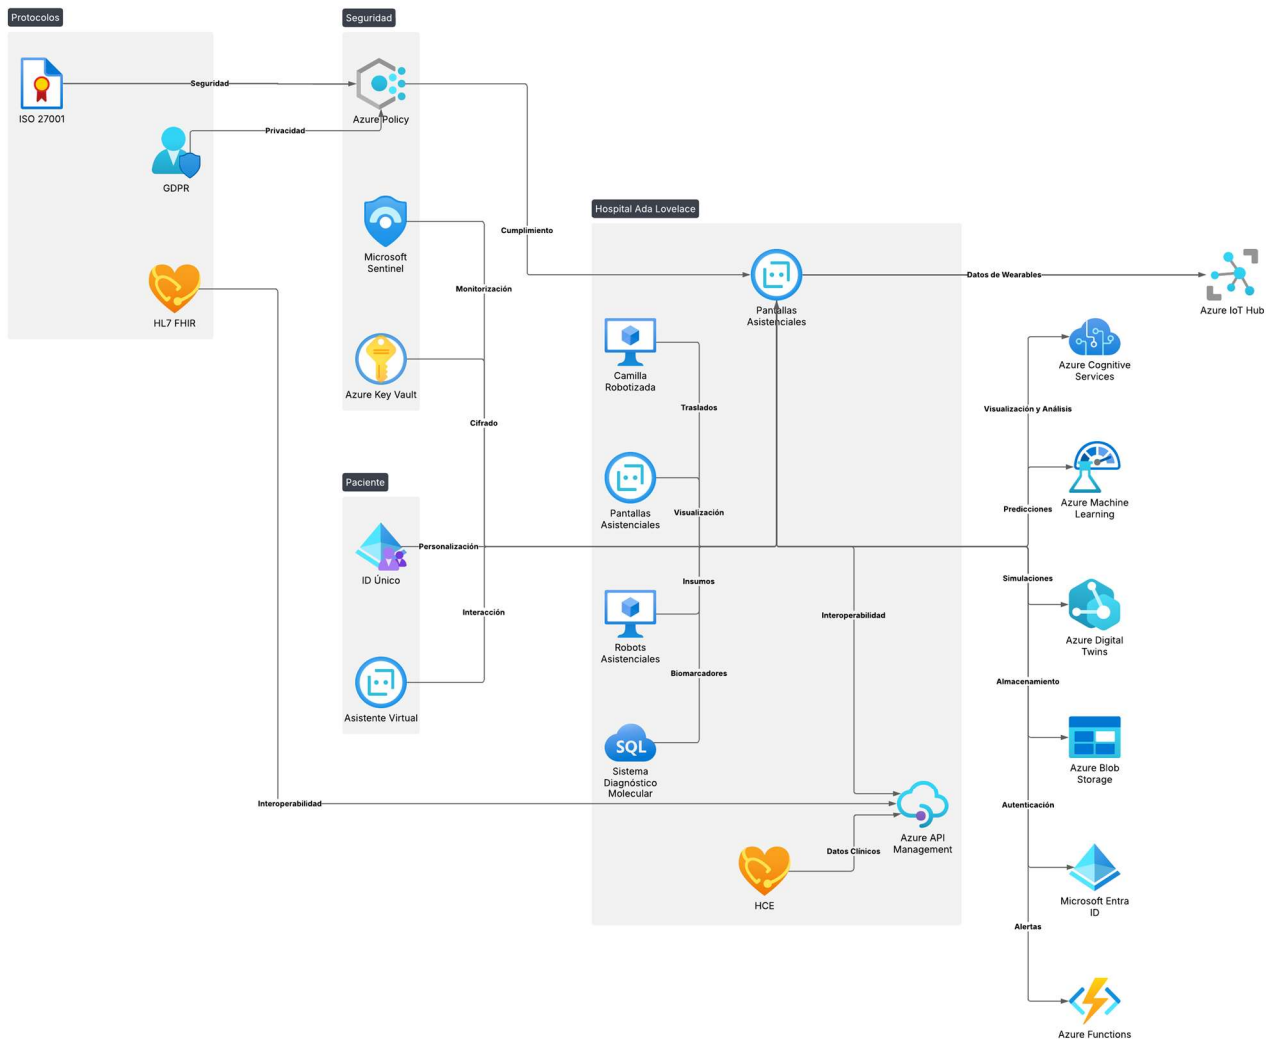 Protocolos
Seguridad
ISO 27001
Seguridad
Azure Policy
Privacidad
GDPR
Hospital Ada Lovelace
Microsoft
Sentinel
Cumplimiento
Monitorización
HL7 FHIR
Datos de Wearables
Pantallas
Asistenciales
Azure IoT Hub
Camilla
Robotizada
Azure Cognitive
Services
Azure Key Vault
Traslados
Visualización y Análisis
Cifrado
Paciente
Pantallas
Asistenciales
Visualización
Azure Machine
Learning
Predicciones
Personalización
ID Único
Insumos
Simulaciones
Interacción
Interoperabilidad
Robots
Asistenciales
Azure Digital
Twins
Biomarcadores
Almacenamiento
Asistente Virtual
Sistema
Diagnóstico
Molecular
SQL
Azure Blob
Storage
Interoperabilidad
Autenticación
Azure API
Management
Datos Clínicos
HCE
Microsoft Entra
ID
Alertas
Azure Functions